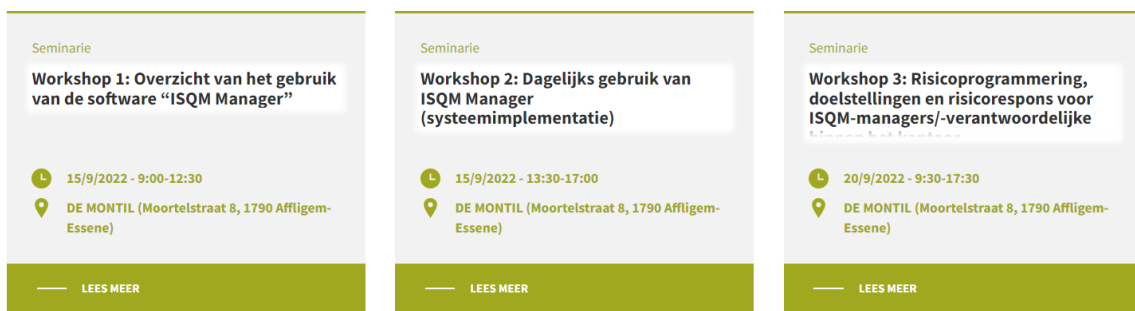 Seminarie
Workshop 1: Overzicht van het gebruik
van de software “ISQM Manager”
15/9/2022 - 9:00-12:30
DE MONTIL (Moortelstraat 8, 1790 Affligem-
Essene)
LEES MEER
Seminarie
Workshop 2: Dagelijks gebruik van
ISQM Manager
(systeemimplementatie)
15/9/2022 - 13:30-17:00
DE MONTIL (Moortelstraat 8, 1790 Affligem-
Essene)
LEES MEER
Seminarie
Workshop 3: Risicoprogrammering,
doelstellingen en risicorespons voor
ISQM-managers/-verantwoordelijke
20/9/2022 - 9:30-17:30
DE MONTIL (Moortelstraat 8, 1790 Affligem-
Essene)
LEES MEER